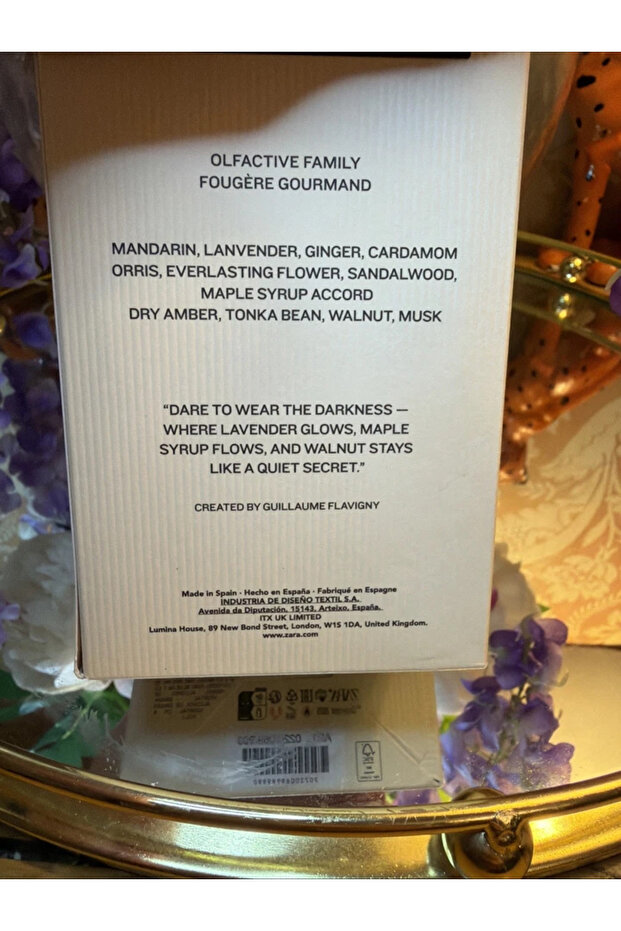 OLFACTIVE FAMILY
FOUGÈRE GOURMAND
MANDARIN, LANVENDER, GINGER, CARDAMOM
ORRIS, EVERLASTING FLOWER, SANDALWOOD,
MAPLE SYRUP ACCORD
DRY AMBER, TONKA BEAN, WALNUT, MUSK
“DARE TO WEAR THE DARKNESS —
WHERE LAVENDER GLOWS, MAPLE
SYRUP FLOWS, AND WALNUT STAYS
LIKE A QUIET SECRET.”
CREATED BY GUILLAUME FLAVIGNY
Made in Spain - Hecho en España - Fabriqué en Espagne
INDUSTRIA DE DISEÑO TEXTIL S.A.
Avenida da Diputación, 15143, Arteixo, España.
ITX UK LIMITED
Lumina House, 89 New Bond Street, London, W1S 1DA, United Kingdom.
www.zara.com